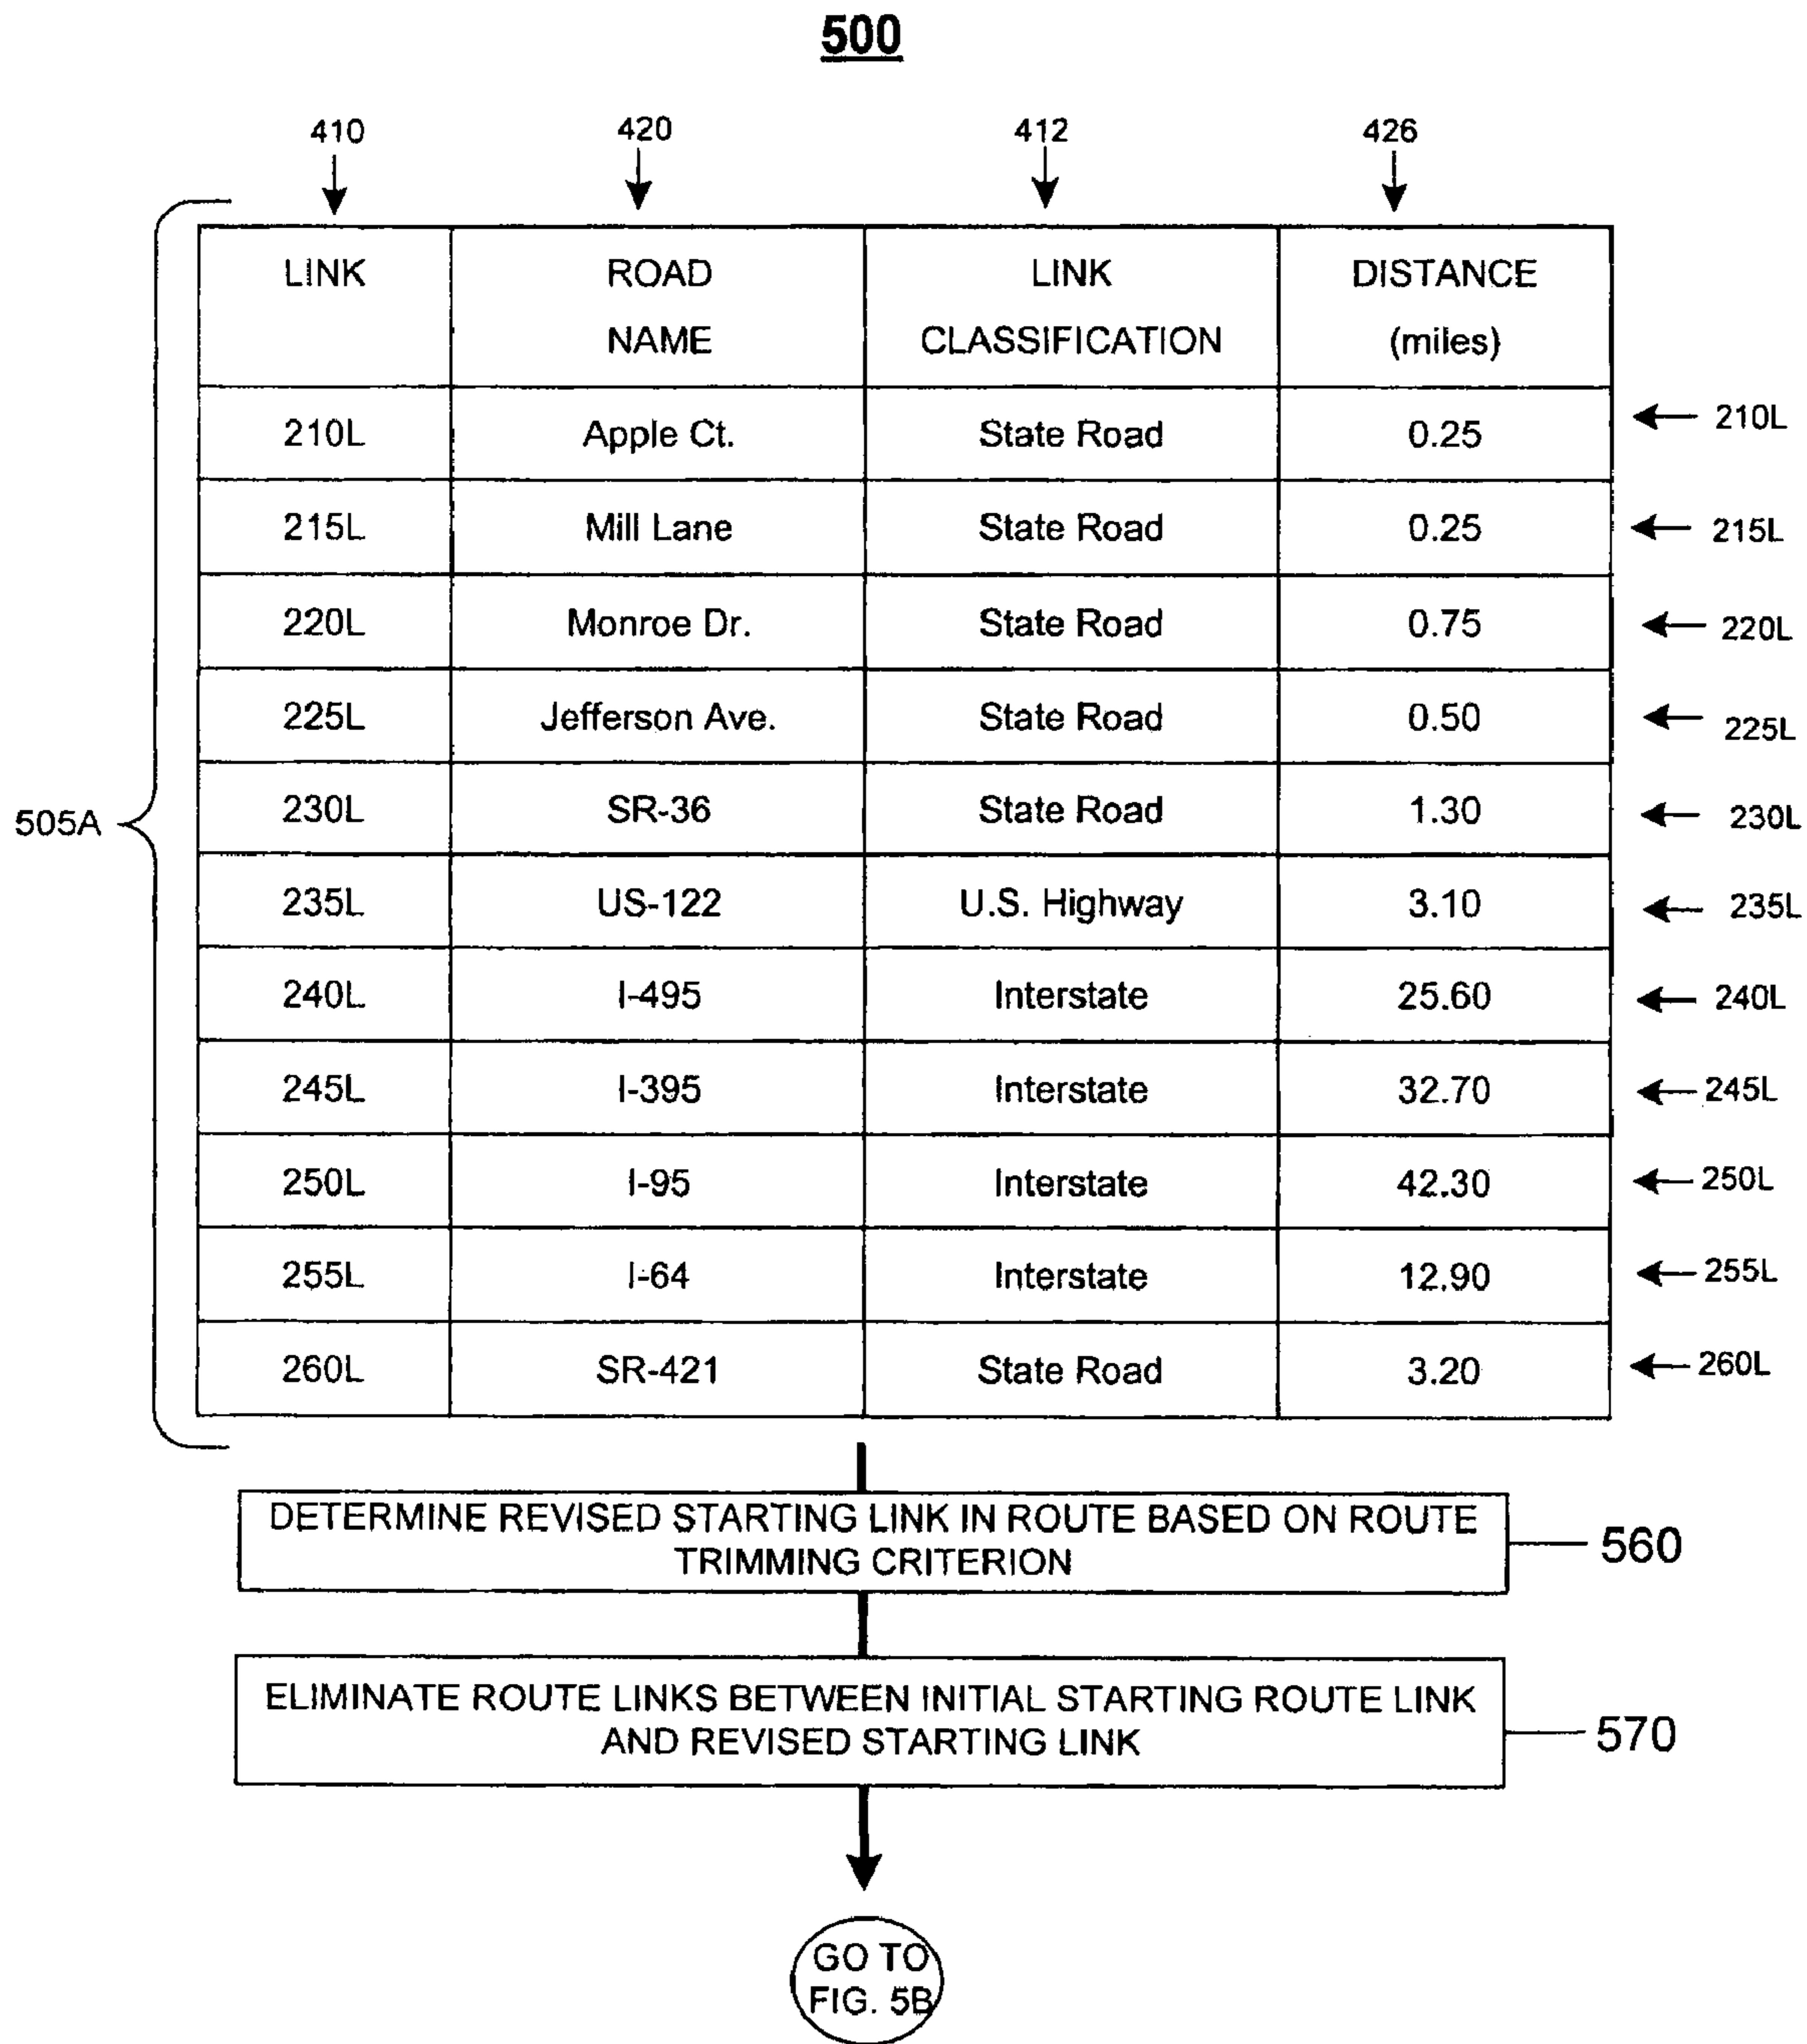 500
410 420 412 426
LINK ROAD LINK DISTANCE
NAME CLASSIFICATION (miles)
210L Apple Ct. State Road 0.25 210L
215L Mill Lane State Road 0.25 215L
220L Monroe Dr. State Road 0.75 220L
225L Jefferson Ave. State Road 0.50 225L
505A 230L SR-36 State Road 1.30 230L
235L US-122 U.S. Highway 3.10 235L
240L I-495 Interstate 25.60 240L
245L I-395 Interstate 32.70 245L
250L I-95 Interstate 42.30 250L
255L I-64 Interstate 12.90 255L
260L SR-421 State Road 3.20 260L
DETERMINE REVISED STARTING LINK IN ROUTE BASED ON ROUTE
TRIMMING CRITERION 560
ELIMINATE ROUTE LINKS BETWEEN INITIAL STARTING ROUTE LINK
AND REVISED STARTING LINK 570
GO TO
FIG. 5B